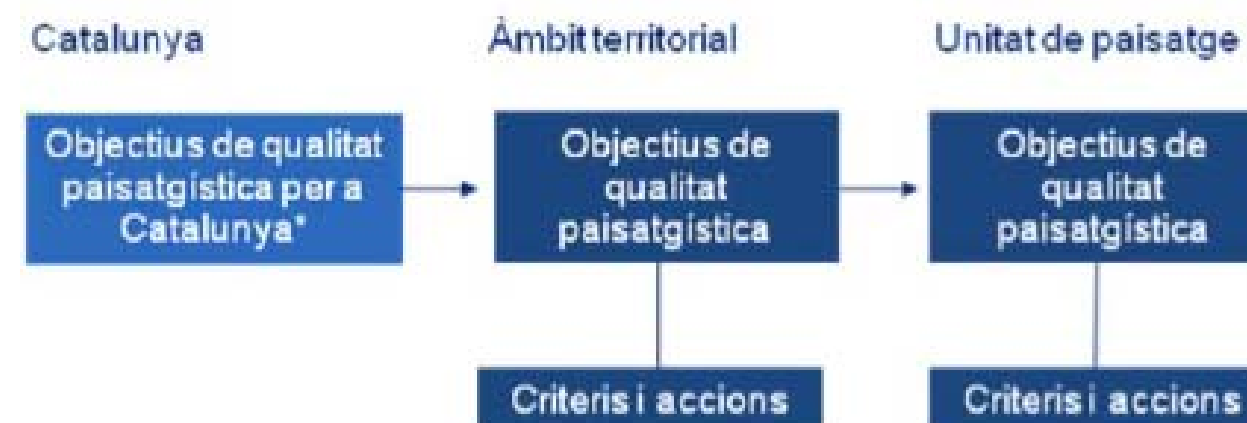 Catalunya
Àmbit territorial
Unitat de paisatge
Objectius de qualitat
paisatgística per a
Catalunya*
Objectius de
qualitat
paisatgística
Objectius de
qualitat
paisatgística
Criteris i accions
Criteris i accions